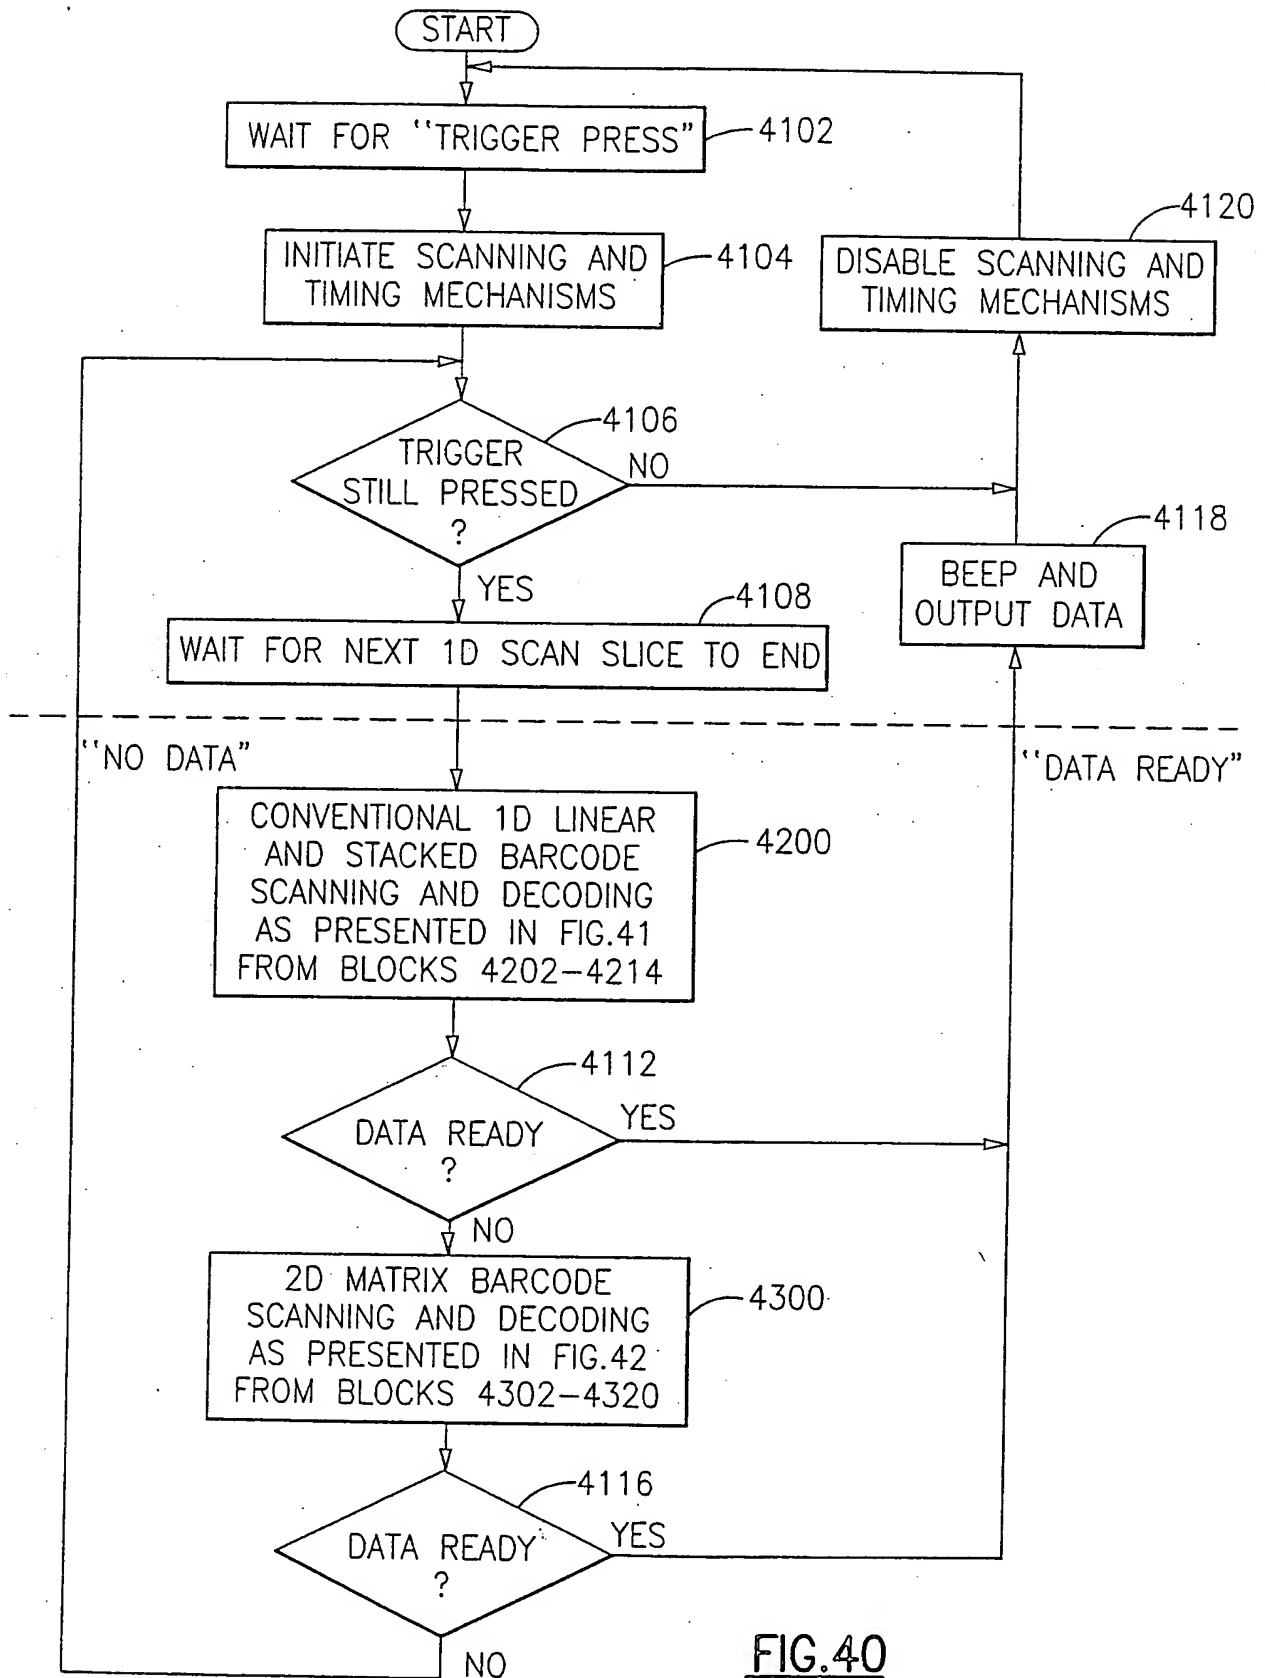 START
WAIT FOR "TRIGGER PRESS"
4102
INITIATE SCANNING AND
TIMING MECHANISMS
4104
DISABLE SCANNING AND
TIMING MECHANISMS
4120
TRIGGER
STILL PRESSED
?
4106
NO
YES
BEEP AND
OUTPUT DATA
4118
WAIT FOR NEXT 1D SCAN SLICE TO END
4108
"NO DATA"
"DATA READY"
CONVENTIONAL 1D LINEAR
AND STACKED BARCODE
SCANNING AND DECODING
AS PRESENTED IN FIG.41
FROM BLOCKS 4202-4214
4200
DATA READY
?
4112
YES
NO
2D MATRIX BARCODE
SCANNING AND DECODING
AS PRESENTED IN FIG.42
FROM BLOCKS 4302-4320
4300
DATA READY
?
4116
YES
NO
FIG.40